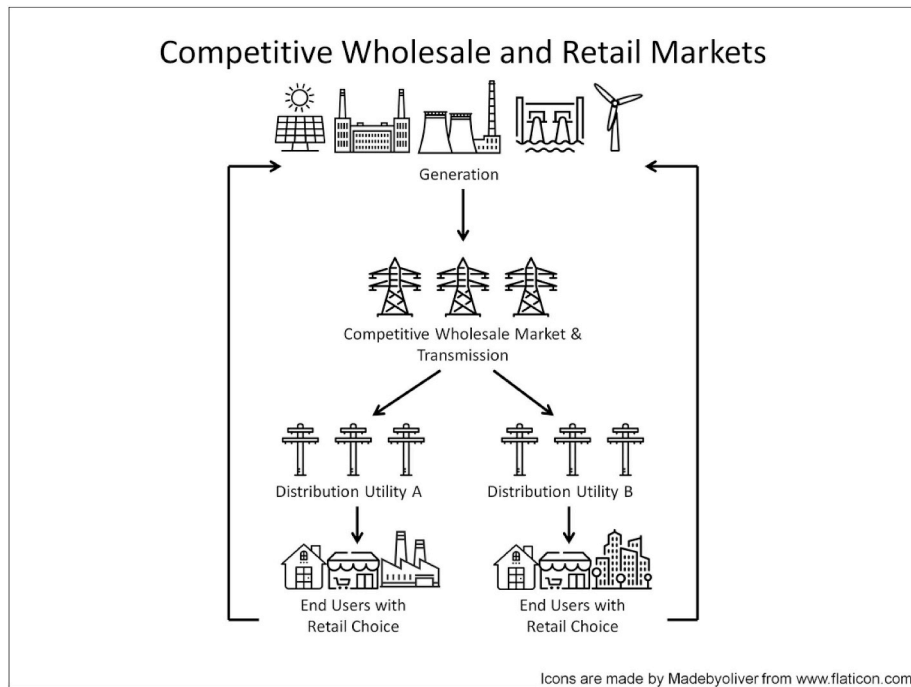 Competitive Wholesale and Retail Markets
Generation
Competitive Wholesale Market &
Transmission
Distribution Utility A
Distribution Utility B
End Users with
Retail Choice
End Users with
Retail Choice
Icons are made by Madebyoliver from www.flaticon.com